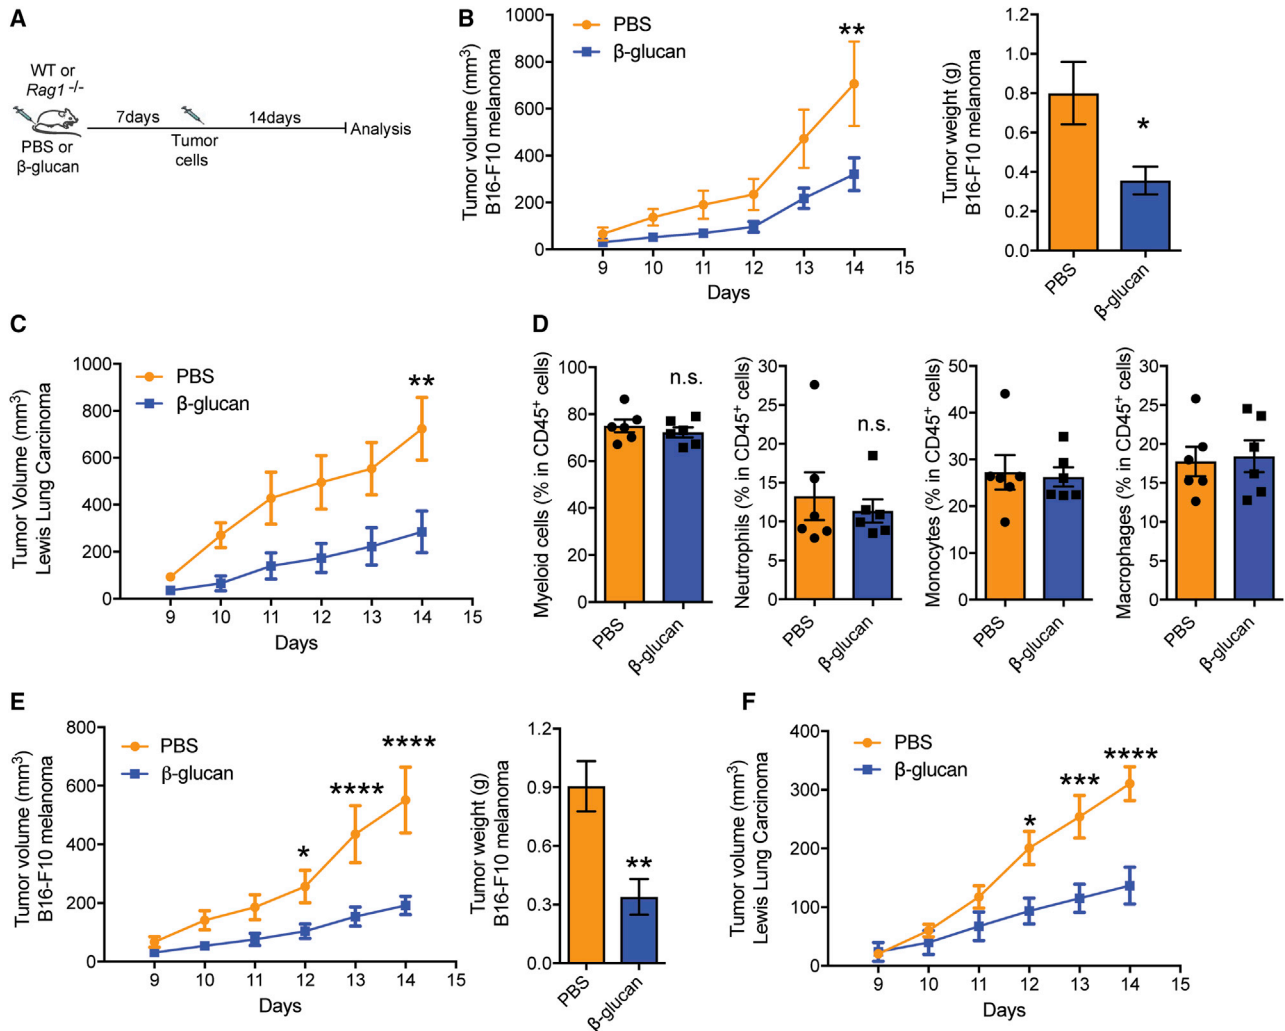 A
WT or
Rag1 -/-
7days
14days
Analysis
PBS or
β-glucan
Tumor
cells
B
Tumor volume (mm3)
B16-F10 melanoma
1000
800
600
400
200
0
PBS
β-glucan
**
9 10 11 12 13 14 15
Days
Tumor weight (g)
B16-F10 melanoma
1.2
1.0
0.8
0.6
0.4
0.2
0.0
*
PBS
β-glucan
C
Tumor Volume (mm3)
Lewis Lung Carcinoma
1000
800
600
400
200
0
PBS
β-glucan
**
9 10 11 12 13 14 15
Days
D
Myeloid cells (% in CD45+ cells)
100
80
60
40
20
0
n.s.
PBS
β-glucan
Neutrophils (% in CD45+ cells)
30
25
20
15
10
5
0
n.s.
PBS
β-glucan
Monocytes (% in CD45+ cells)
50
40
30
20
10
0
PBS
β-glucan
Macrophages (% in CD45+ cells)
30
25
20
15
10
5
0
PBS
β-glucan
E
Tumor volume (mm3)
B16-F10 melanoma
800
600
400
200
0
PBS
β-glucan
*
****
****
9 10 11 12 13 14 15
Days
Tumor weight (g)
B16-F10 melanoma
1.2
0.9
0.6
0.3
0.0
**
PBS
β-glucan
F
Tumor volume (mm3)
Lewis Lung Carcinoma
400
300
200
100
0
PBS
β-glucan
*
***
****
9 10 11 12 13 14 15
Days